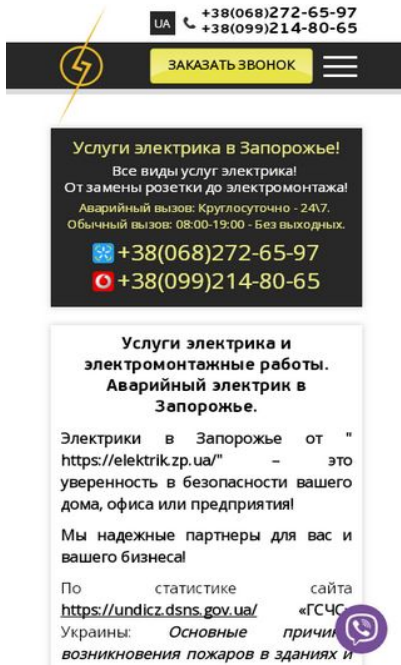 UA
+38(068)272-65-97
+38(099)214-80-65
ЗАКАЗАТЬ ЗВОНОК
Услуги электрика в Запорожье!
Все виды услуг электрика!
От замены розетки до электромонтажа!
Аварийный вызов: Круглосуточно - 24\7.
Обычный вызов: 08:00-19:00 - Без выходных.
+38(068)272-65-97
+38(099)214-80-65
Услуги электрика и
электромонтажные работы.
Аварийный электрик в
Запорожье.
Электрики в Запорожье от "
https://elektrik.zp.ua/" – это
уверенность в безопасности вашего
дома, офиса или предприятия!
Мы надежные партнеры для вас и
вашего бизнеса!
По статистике сайта
https://undicz.dsns.gov.ua/ «ГСЧС»
Украины: Основные причины
возникновения пожаров в зданиях и